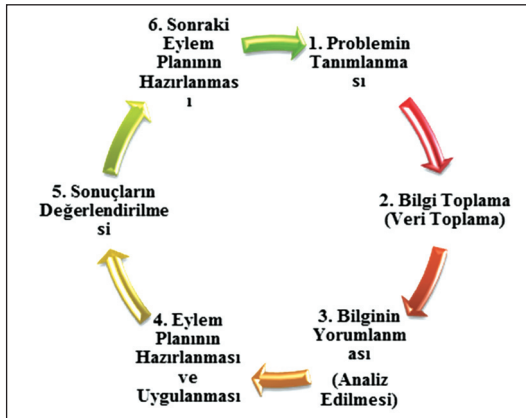 1. Problemin
Tanımlanma
sı
2. Bilgi Toplama
(Veri Toplama)
3. Bilginin
Yorumlanm
ası
(Analiz
Edilmesi)
4. Eylem
Planının
Hazırlanması
ve
Uygulanması
5. Sonuçların
Değerlendirilme
si
6. Sonraki
Eylem
Planının
Hazırlanmas
ı